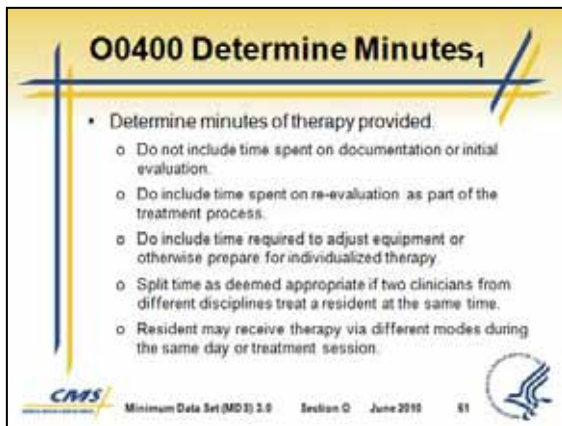 O0400 Determine Minutes1
• Determine minutes of therapy provided.
o Do not include time spent on documentation or initial
evaluation.
o Do include time spent on re-evaluation as part of the
treatment process.
o Do include time required to adjust equipment or
otherwise prepare for individualized therapy.
o Split time as deemed appropriate if two clinicians from
different disciplines treat a resident at the same time.
o Resident may receive therapy via different modes during
the same day or treatment session.
CMS
Minimum Data Set (MDS) 3.0 Section O June 2010 61